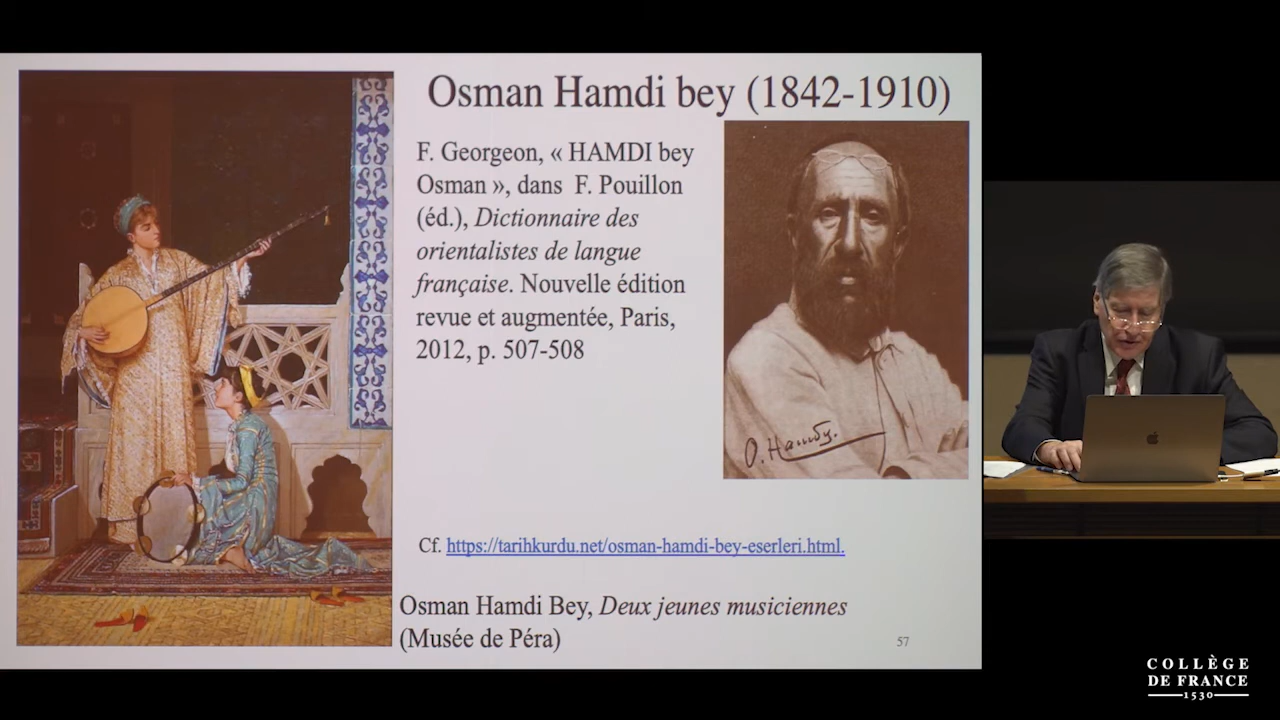 Osman Hamdi bey (1842-1910)
F. Georgeon, « HAMDI bey
Osman », dans F. Pouillon
(éd.), Dictionnaire des
orientalistes de langue
française. Nouvelle édition
revue et augmentée, Paris,
2012, p. 507-508
O. Hamdy.
Cf. https://tarihkurdu.net/osman-hamdi-bey-eserleri.html.
Osman Hamdi Bey, Deux jeunes musiciennes
(Musée de Péra)
57
COLLÈGE
DE FRANCE
1530